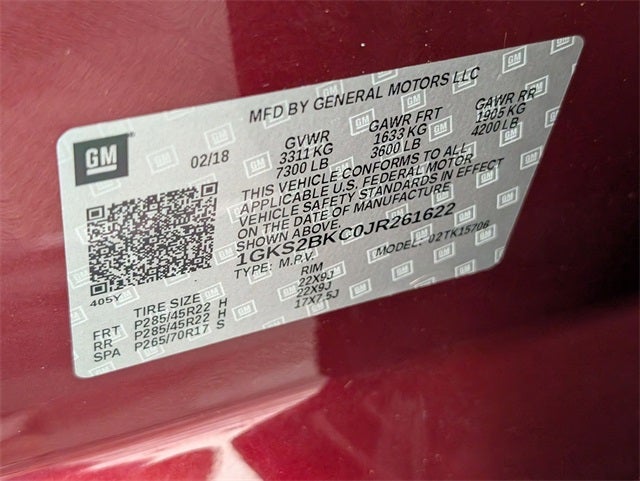 MFD BY GENERAL MOTORS LLC
GM
02/18
GVWR GAWR FRT GAWR RR
3311 KG 1633 KG 1905 KG
7300 LB 3600 LB 4200 LB
THIS VEHICLE CONFORMS TO ALL
APPLICABLE U.S. FEDERAL MOTOR
VEHICLE SAFETY STANDARDS IN EFFECT
ON THE DATE OF MANUFACTURE
SHOWN ABOVE
1GKS2BKC0JR261622
TYPE: M.P.V. MODEL: 02TK15706
405Y
TIRE SIZE RIM
FRT P285/45R22 H 22X9J
RR P285/45R22 H 22X9J
SPA P265/70R17 S 17X7.5J